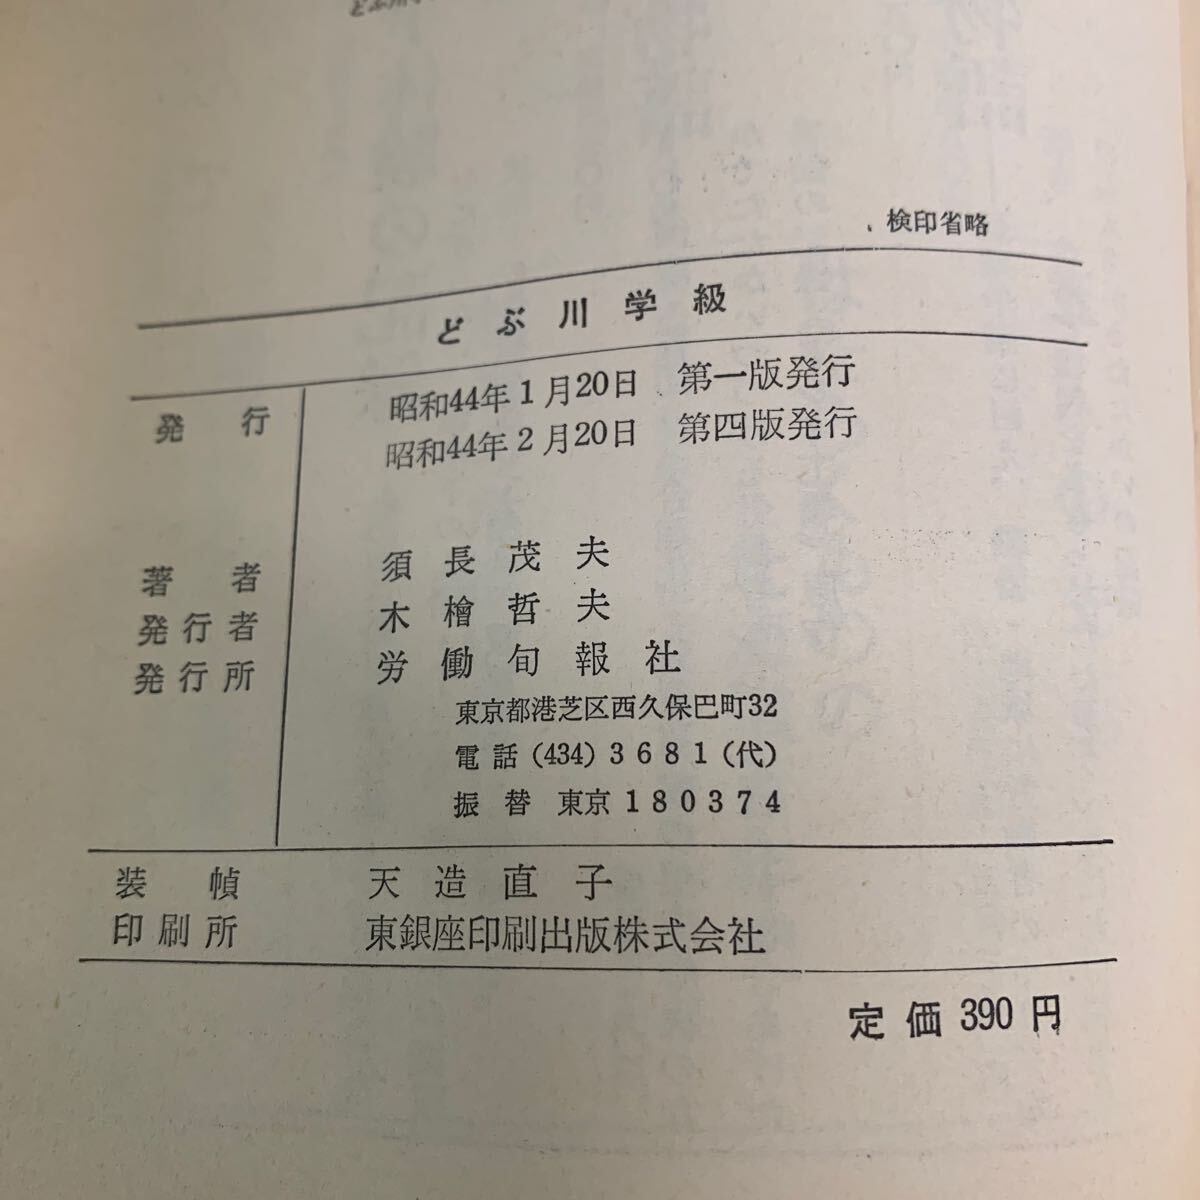 検印省略
どぶ川学級
発行 昭和44年1月20日 第一版発行
昭和44年2月20日 第四版発行
著者 須長茂夫
発行者 木檜哲夫
発行所 労働旬報社
東京都港芝区西久保巴町32
電話(434)3681(代)
振替 東京180374
装幀 天造直子
印刷所 東銀座印刷出版株式会社
定価390円